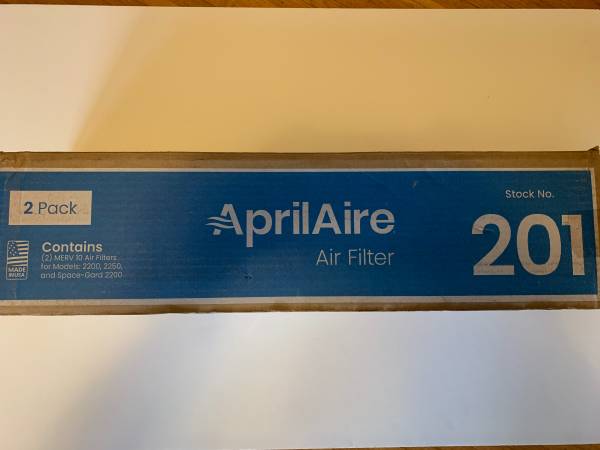 2 Pack
AprilAire
Air Filter
Stock No.
201
Contains
(2) MERV 10 Air Filters
for Models: 2200, 2250,
and Space-Gard 2200
MADE
IN USA